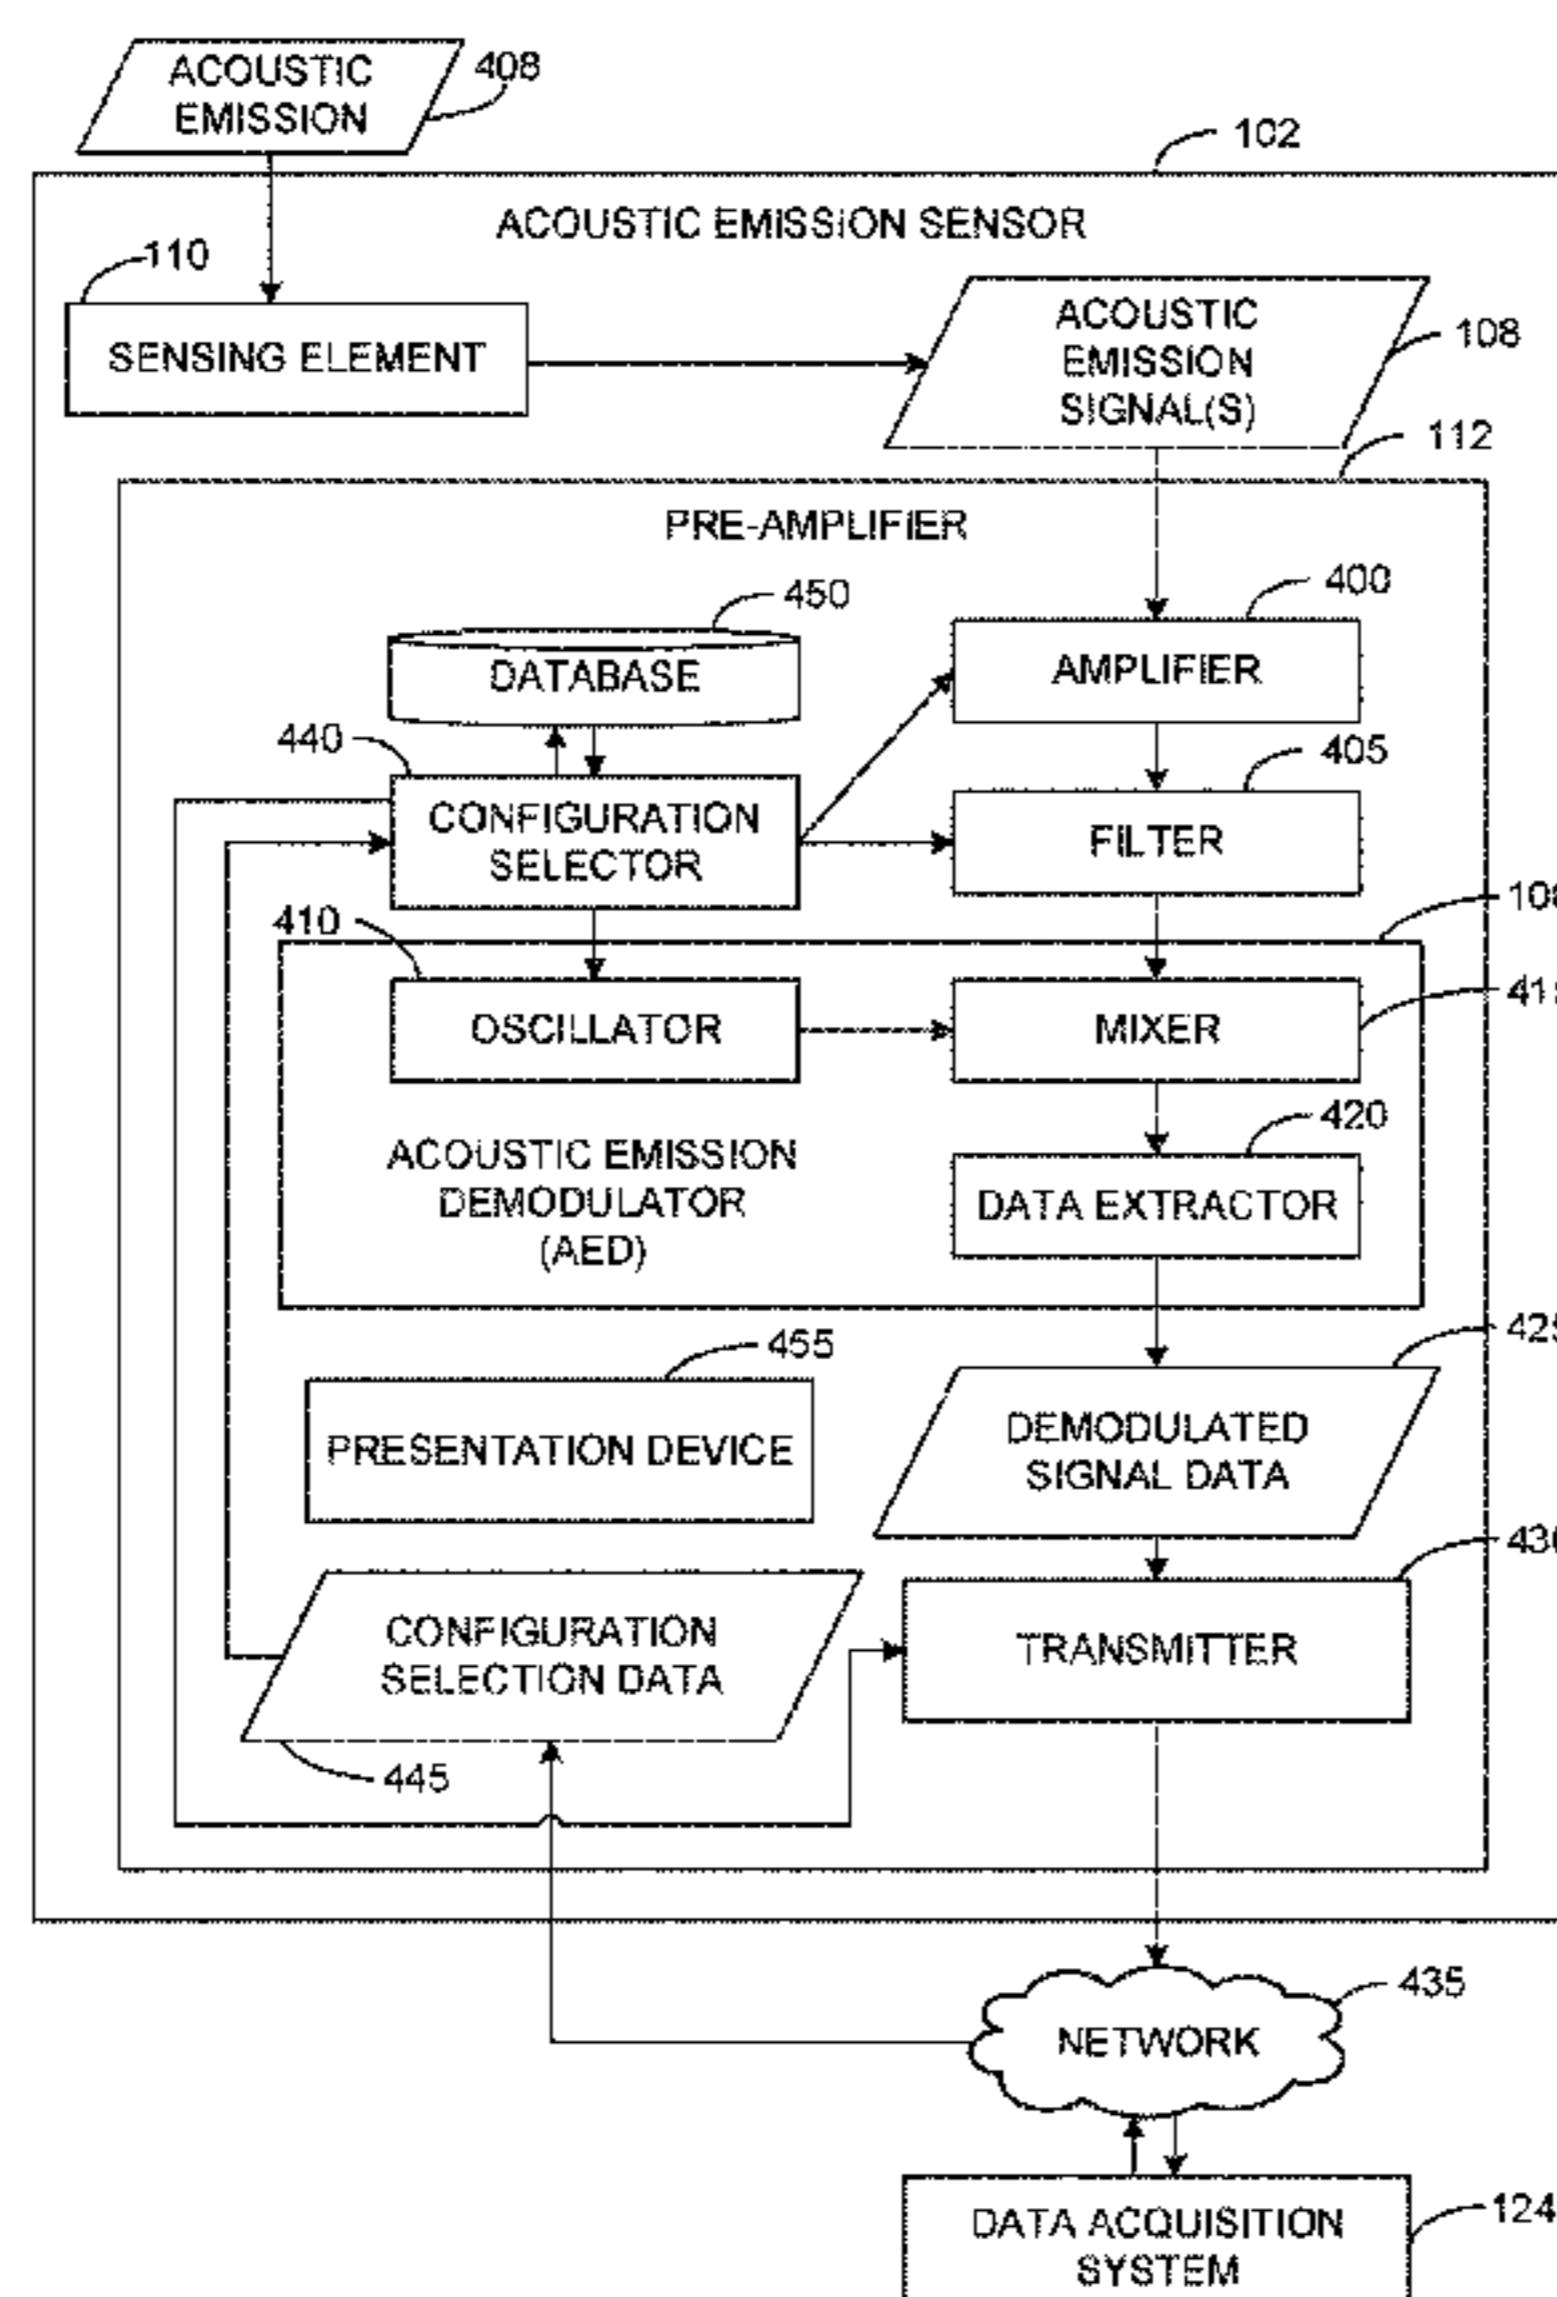 ACOUSTIC
EMISSION
408
102
ACOUSTIC EMISSION SENSOR
110
SENSING ELEMENT
ACOUSTIC
EMISSION
SIGNAL(S)
108
112
PRE-AMPLIFIER
450
DATABASE
400
AMPLIFIER
440
CONFIGURATION
SELECTOR
405
FILTER
410
OSCILLATOR
MIXER
420
DATA EXTRACTOR
ACOUSTIC EMISSION
DEMODULATOR
(AED)
455
PRESENTATION DEVICE
DEMODULATED
SIGNAL DATA
CONFIGURATION
SELECTION DATA
445
TRANSMITTER
435
NETWORK
DATA ACQUISITION
SYSTEM
124